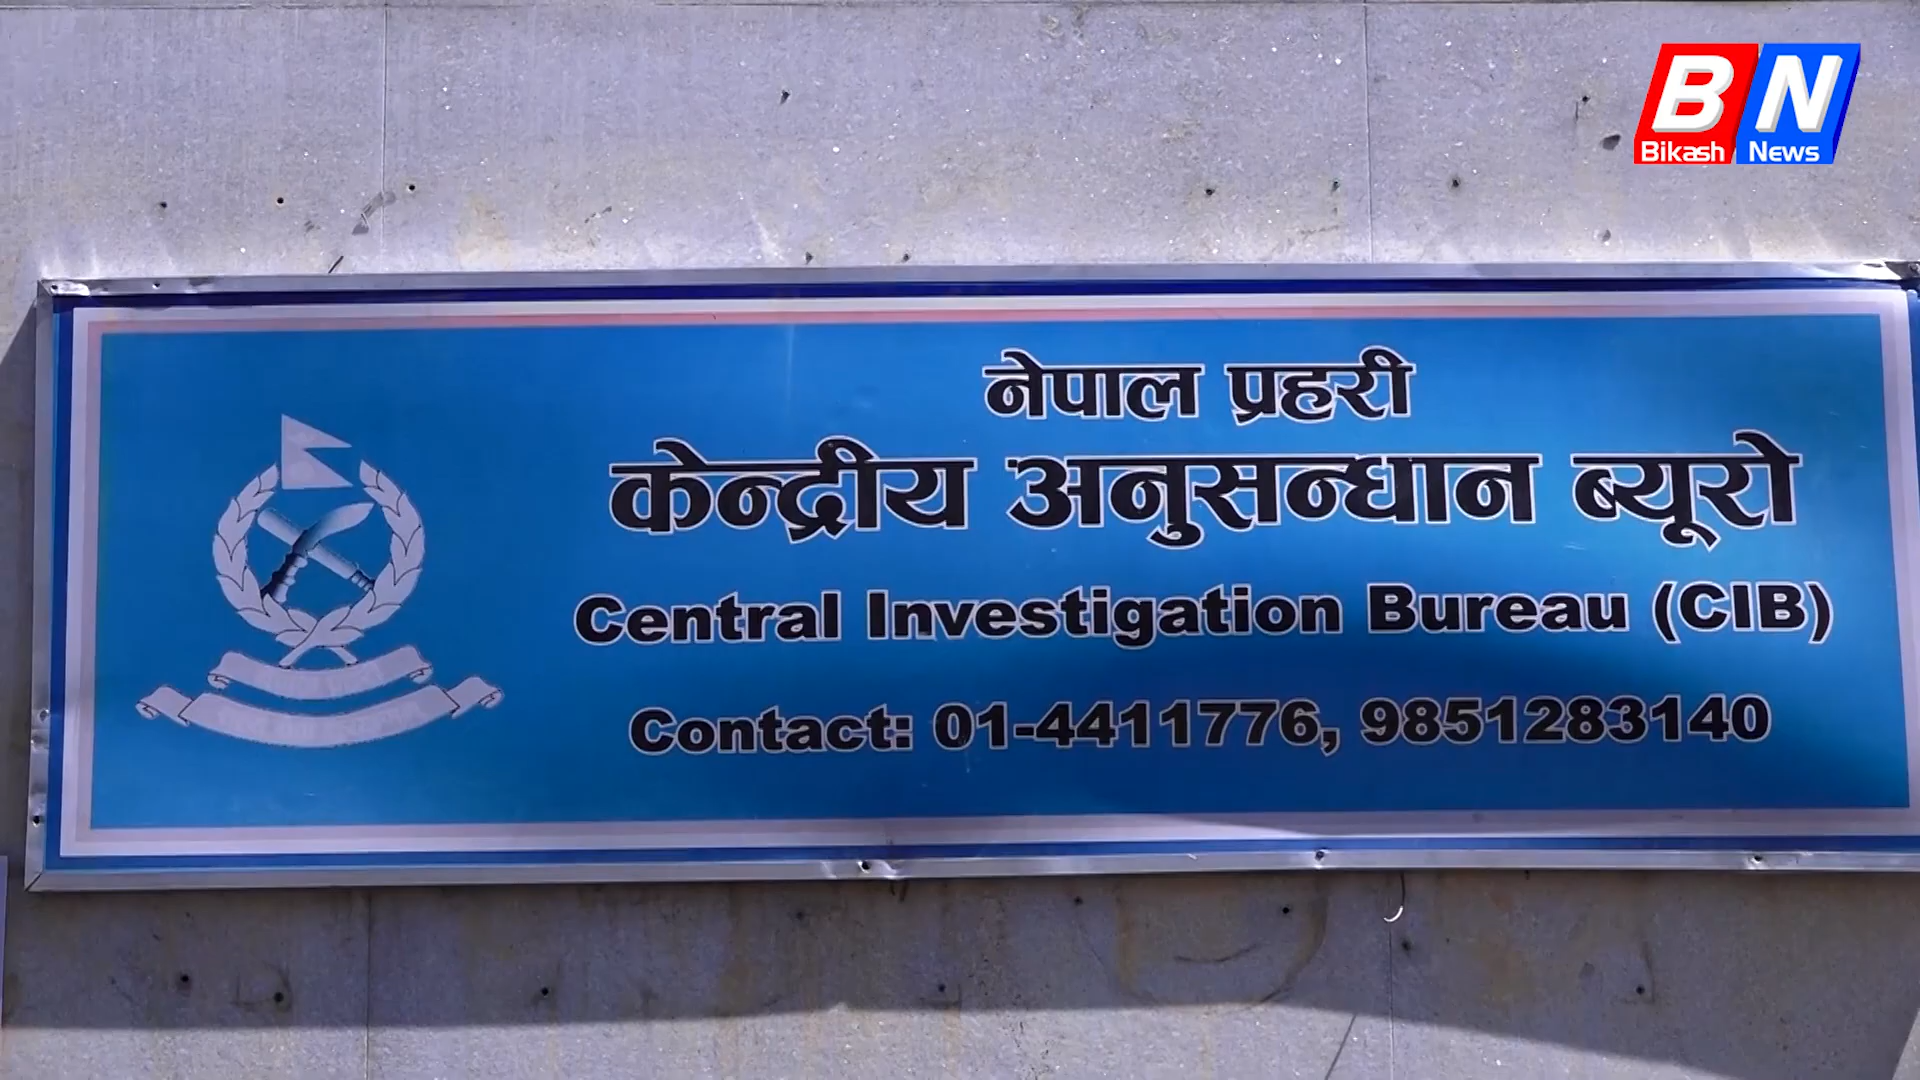 BN
Bikash News
नेपाल प्रहरी
केन्द्रीय अनुसन्धान ब्यूरो
Central Investigation Bureau (CIB)
Contact: 01-4411776, 9851283140